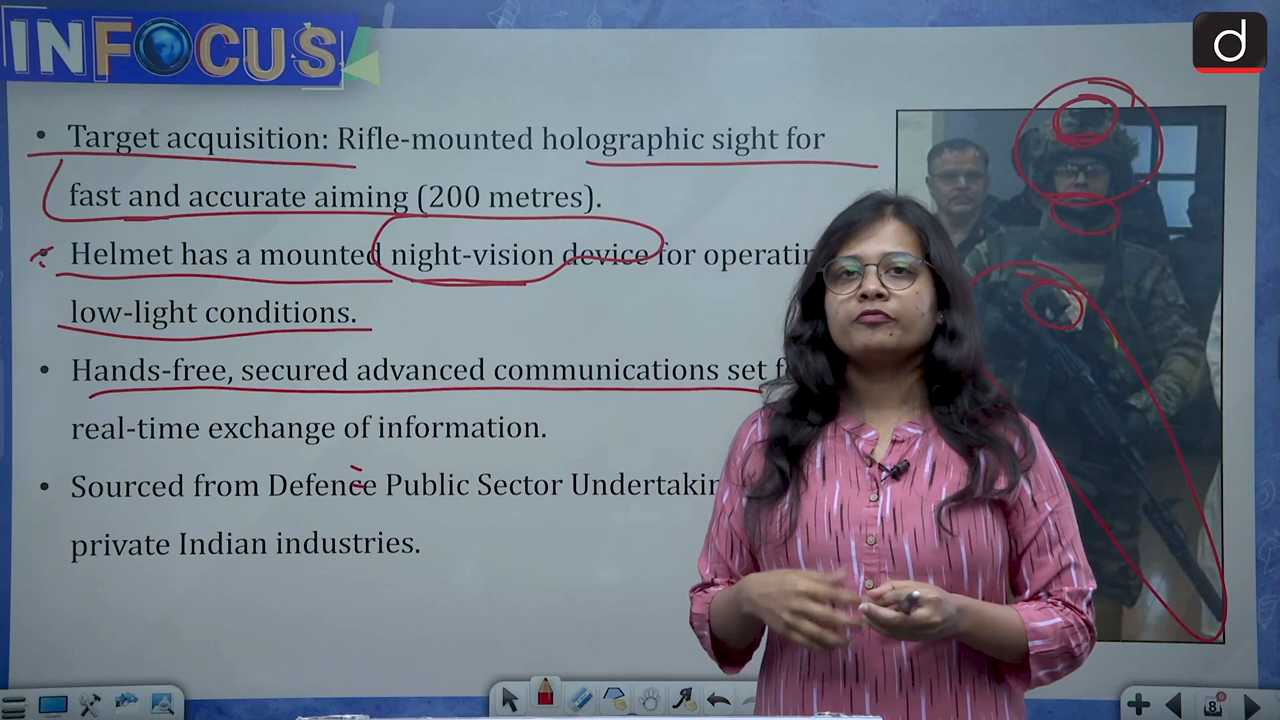 INFOCUS
d
• Target acquisition: Rifle-mounted holographic sight for
fast and accurate aiming (200 metres).
• Helmet has a mounted night-vision device for
low-light conditions.
• Hands-free, secured advanced communications set
real-time exchange of information.
• Sourced from Defence Public Sector
private Indian industries.
8